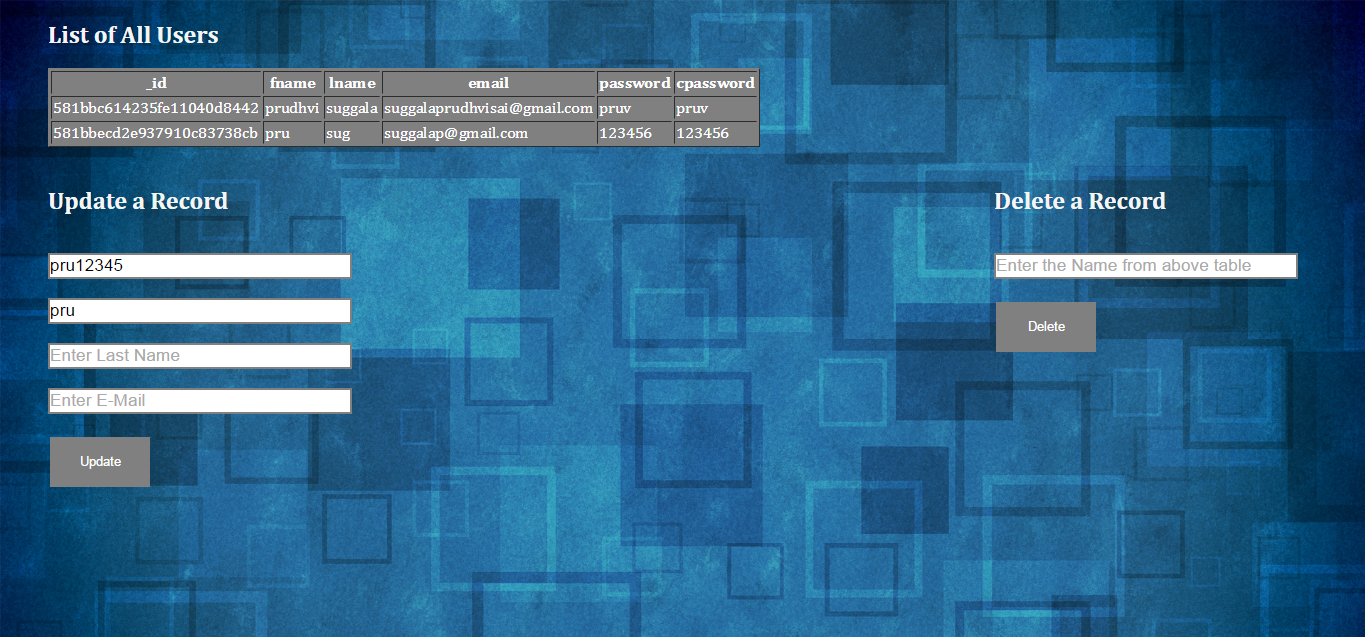 List of All Users
_id fname lname email password cpassword
581bbc614235fe11040d8442 prudhvi suggala suggalaprudhvisai@gmail.com pruv pruv
581bbecd2e937910c83738cb pru sug suggalap@gmail.com 123456 123456
Update a Record
pru12345
pru
Enter Last Name
Enter E-Mail
Update
Delete a Record
Enter the Name from above table
Delete